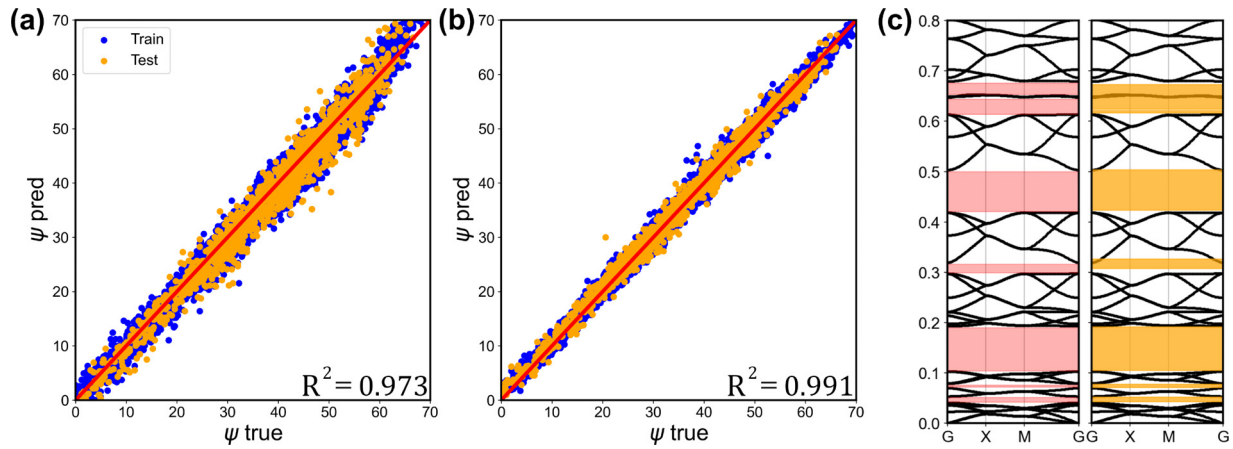 (a)
70
60
50
40
30
20
10
0
ψ pred
Train
Test
R² = 0.973
0 10 20 30 40 50 60 70
ψ true
(b)
70
60
50
40
30
20
10
0
ψ pred
R² = 0.991
0 10 20 30 40 50 60 70
ψ true
(c)
0.8
0.7
0.6
0.5
0.4
0.3
0.2
0.1
0.0
G X M G G X M G